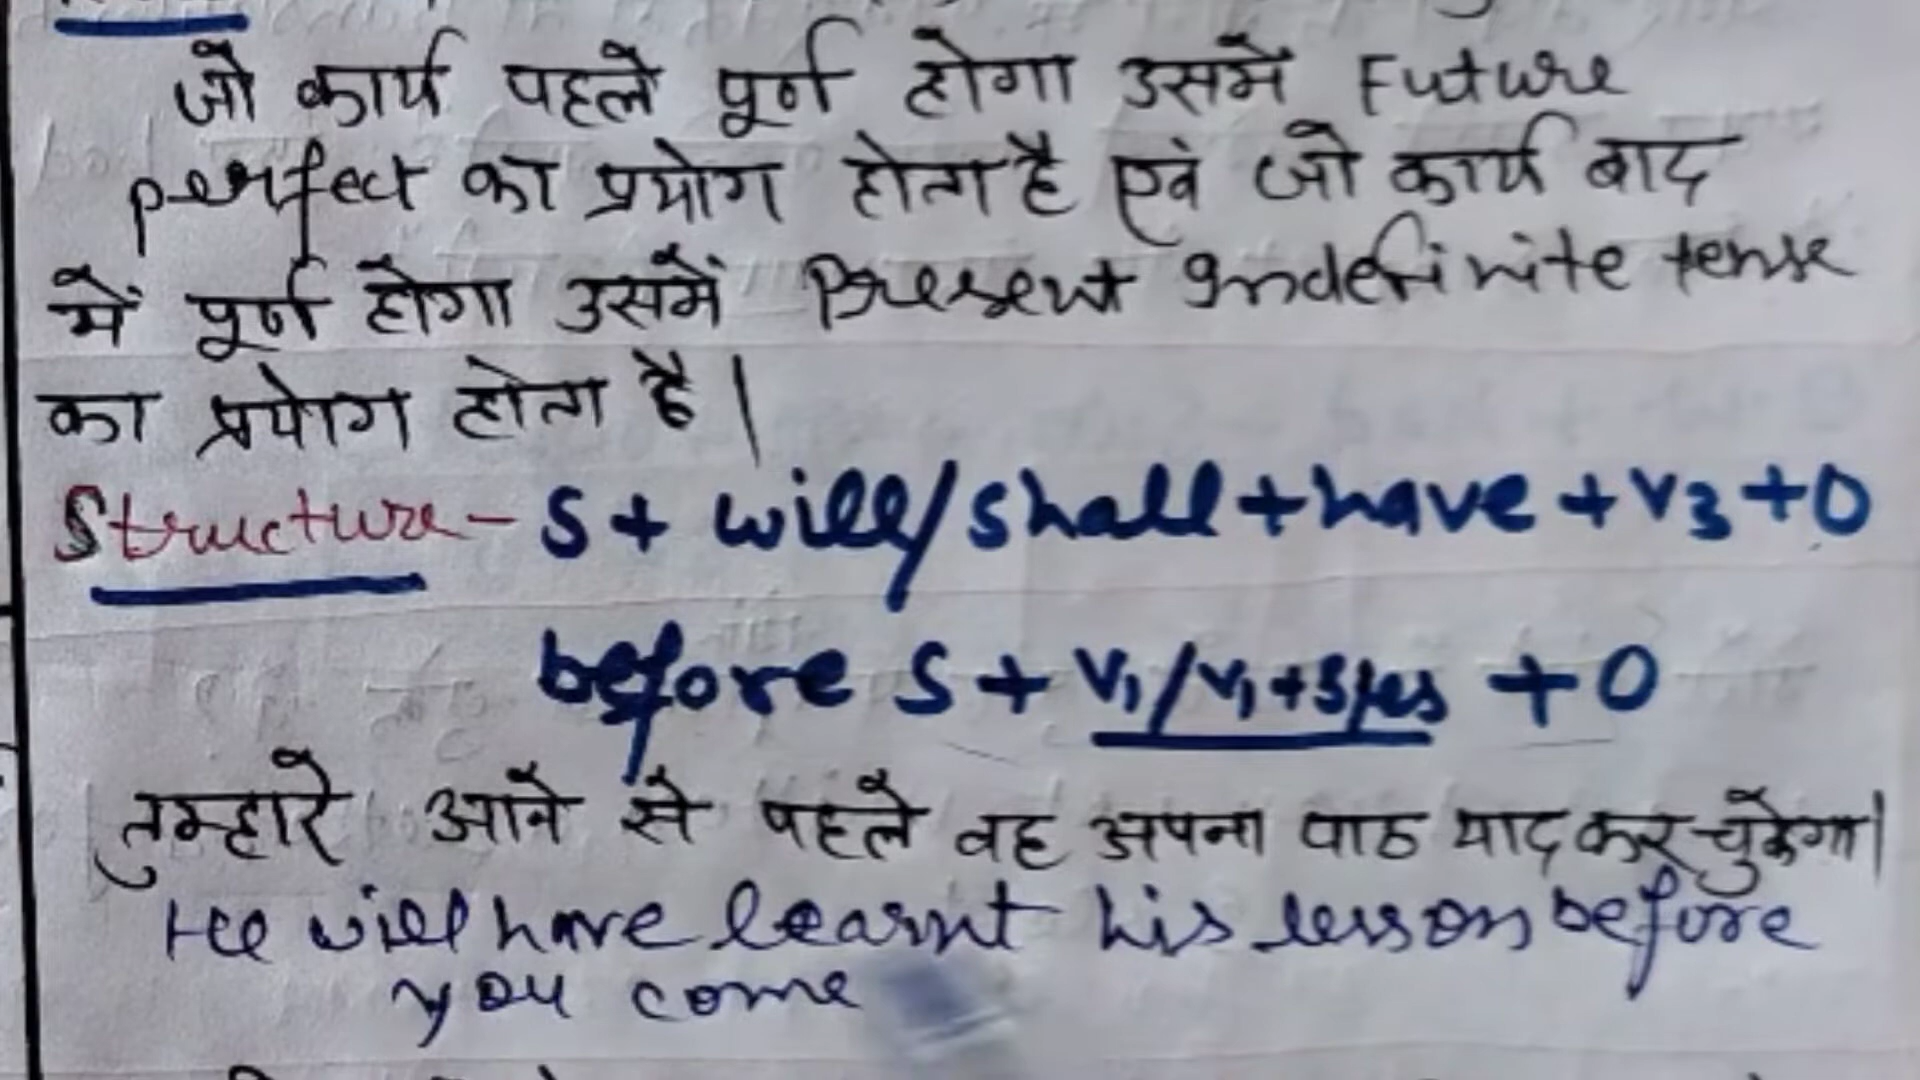 जो कार्य पहले पूर्ण होगा उसमें Future
perfect का प्रयोग होता है एवं जो कार्य बाद
में पूर्ण होगा उसमें Present Indefinite tense
का प्रयोग होता है।
Structure - S + will/shall + have + V3 + O
before S + V1/V1+s/es + O
तुम्हारे आने से पहले वह अपना पाठ याद कर चुकेगा।
He will have learnt his lesson before
you come